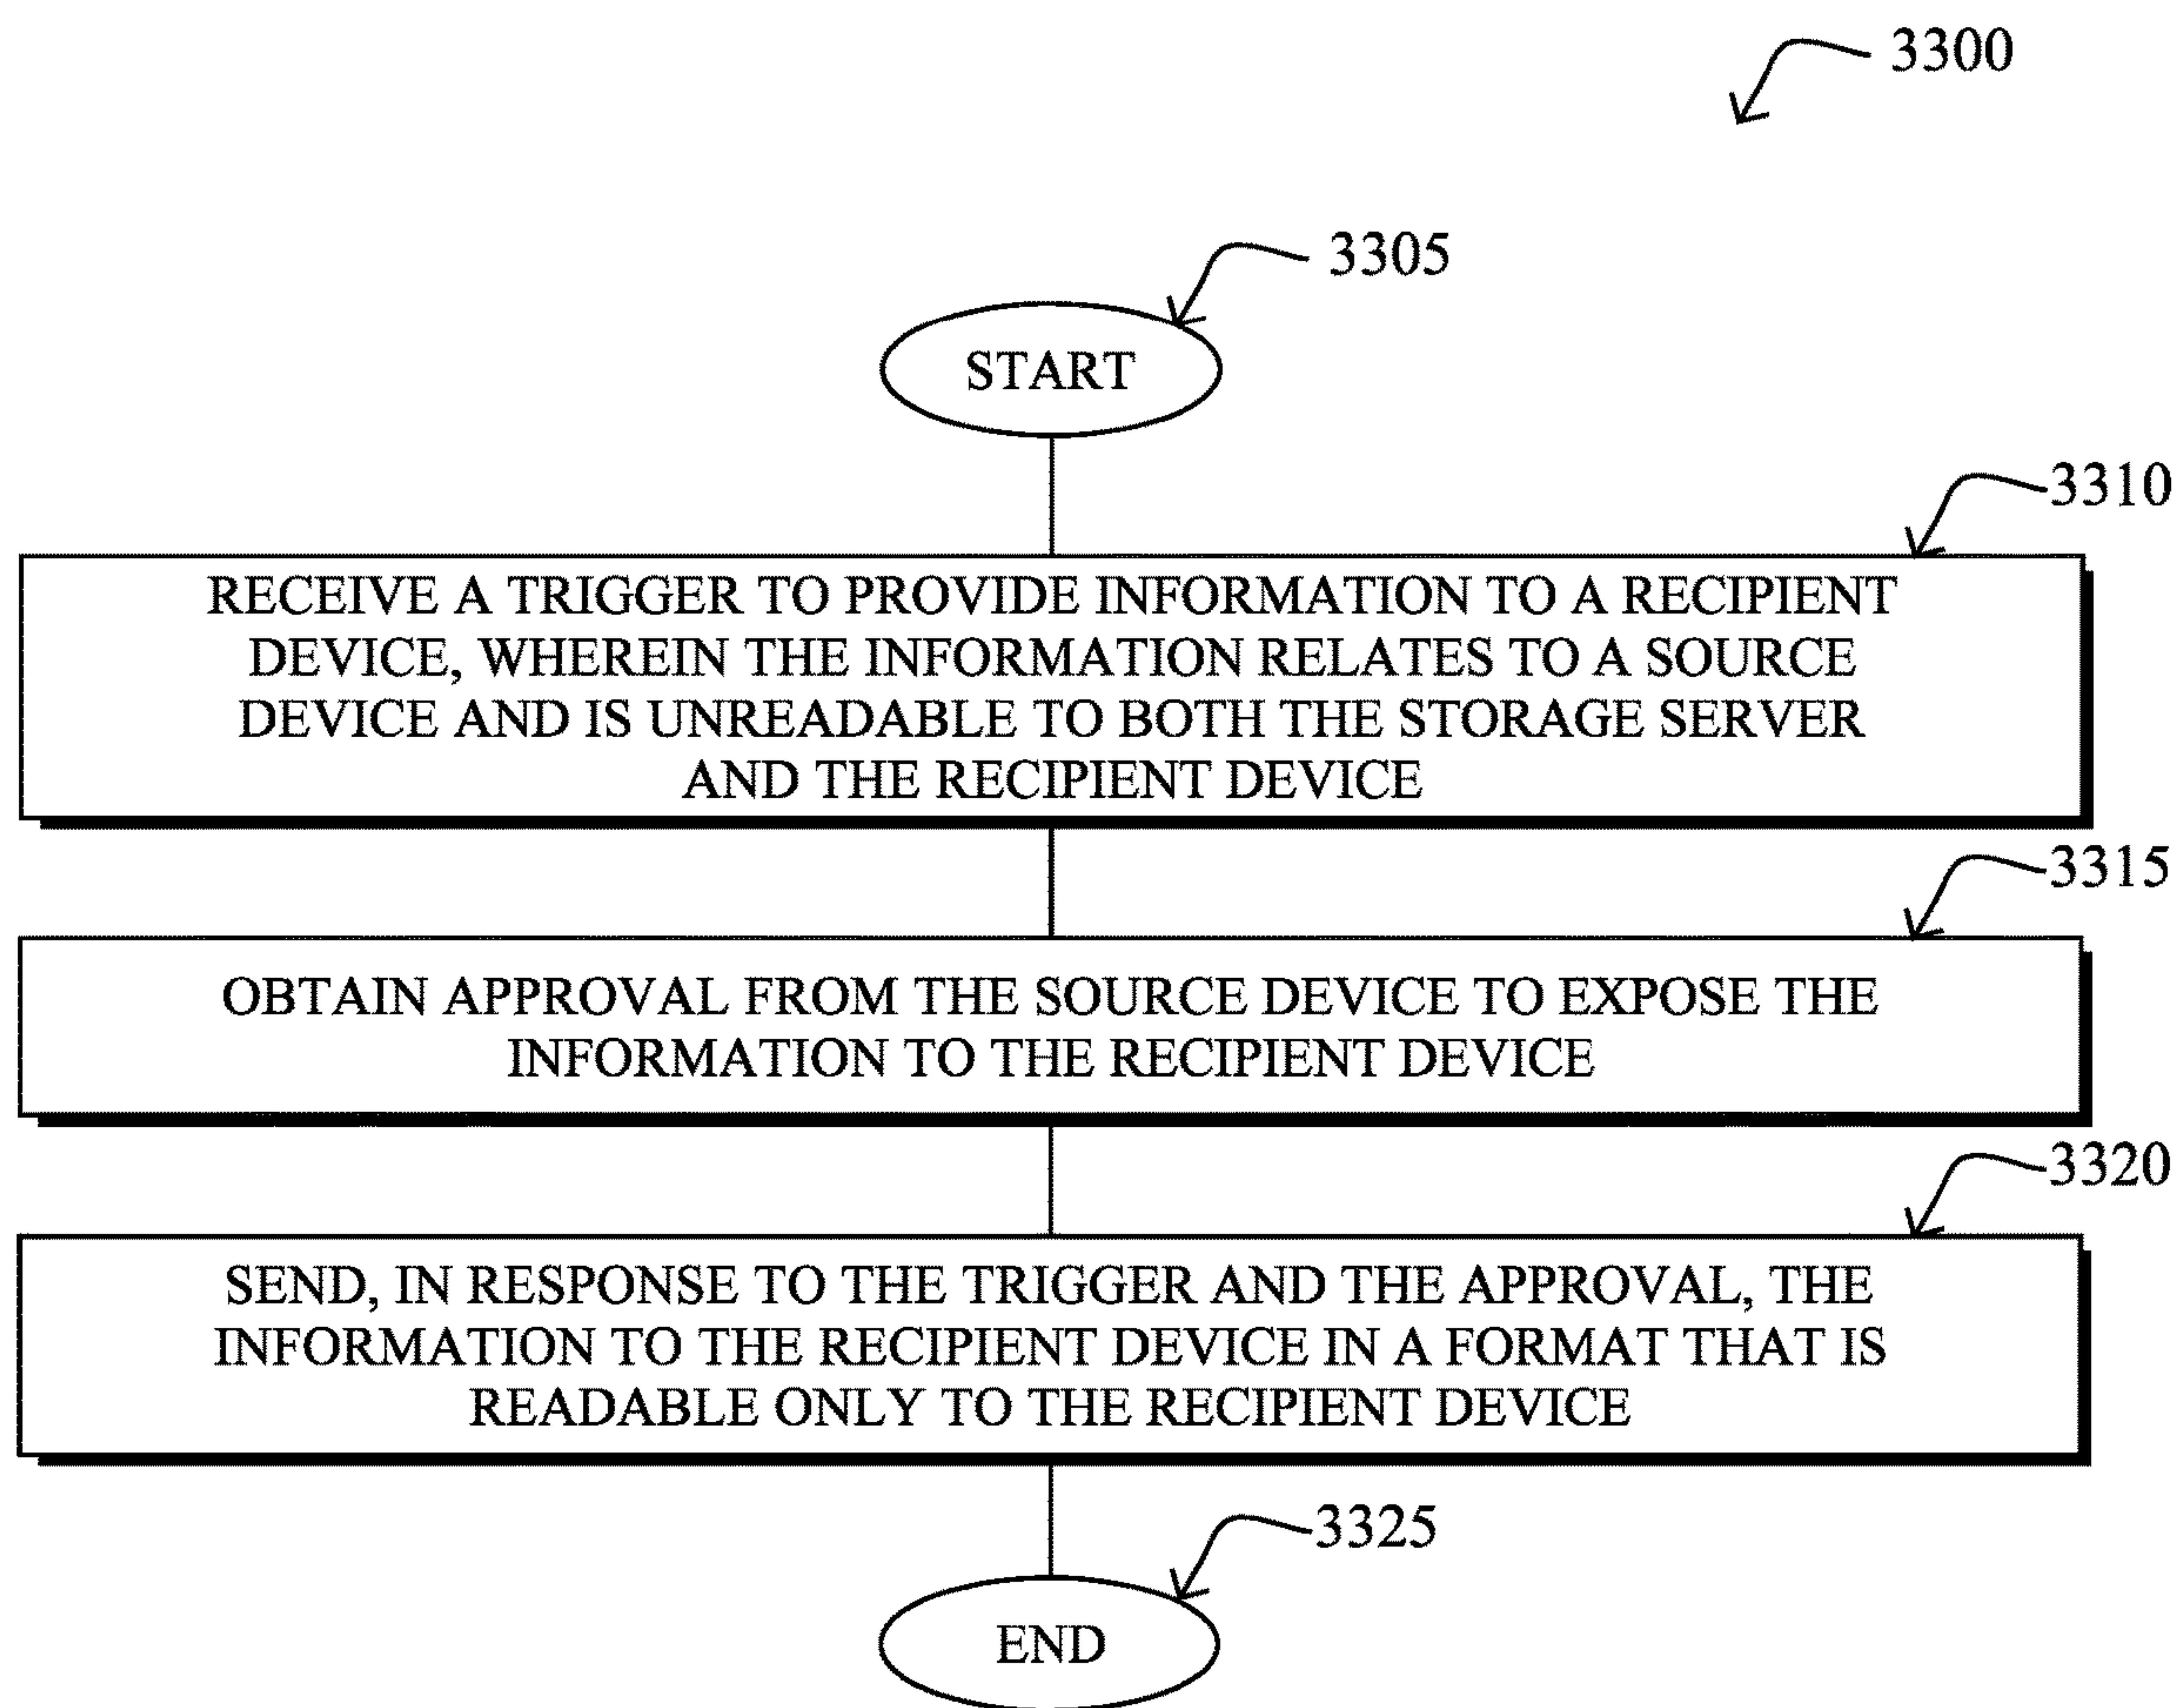 3300
3305
START
3310
RECEIVE A TRIGGER TO PROVIDE INFORMATION TO A RECIPIENT
DEVICE, WHEREIN THE INFORMATION RELATES TO A SOURCE
DEVICE AND IS UNREADABLE TO BOTH THE STORAGE SERVER
AND THE RECIPIENT DEVICE
3315
OBTAIN APPROVAL FROM THE SOURCE DEVICE TO EXPOSE THE
INFORMATION TO THE RECIPIENT DEVICE
3320
SEND, IN RESPONSE TO THE TRIGGER AND THE APPROVAL, THE
INFORMATION TO THE RECIPIENT DEVICE IN A FORMAT THAT IS
READABLE ONLY TO THE RECIPIENT DEVICE
3325
END